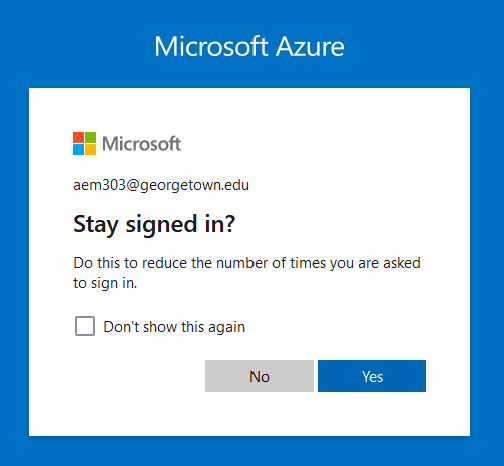 Microsoft Azure
Microsoft
aem303@georgetown.edu
Stay signed in?
Do this to reduce the number of times you are asked
to sign in.
Don't show this again
No
Yes